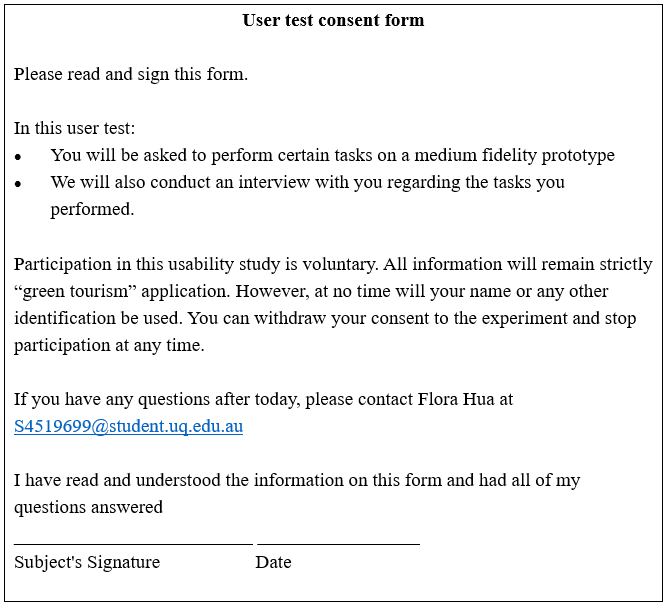 User test consent form
Please read and sign this form.
In this user test:
• You will be asked to perform certain tasks on a medium fidelity prototype
• We will also conduct an interview with you regarding the tasks you
performed.
Participation in this usability study is voluntary. All information will remain strictly
“green tourism” application. However, at no time will your name or any other
identification be used. You can withdraw your consent to the experiment and stop
participation at any time.
If you have any questions after today, please contact Flora Hua at
S4519699@student.uq.edu.au
I have read and understood the information on this form and had all of my
questions answered
Subject's Signature Date